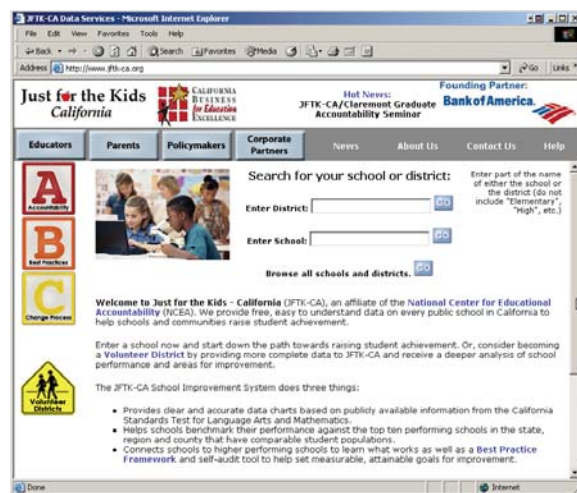 JFTK-CA Data Services - Microsoft Internet Explorer
File Edit View Favorites Tools Help
Back Search Favorites Media
Address http://www.jftk-ca.org Go Links
Just for the Kids
California
CALIFORNIA
BUSINESS
for Education
EXCELLENCE
Hot News:
JFTK-CA/Claremont Graduate
Accountability Seminar
Founding Partner:
Bank of America.
Educators Parents Policymakers Corporate Partners News About Us Contact Us Help
A
Accountability
B
Best Practices
C
Change Process
Volunteer
Districts
Search for your school or district:
Enter District: GO
Enter School: GO
Browse all schools and districts. GO
Enter part of the name
of either the school or
the district (do not
include "Elementary",
"High", etc.)
Welcome to Just for the Kids - California (JFTK-CA), an affiliate of the National Center for Educational
Accountability (NCEA). We provide free, easy to understand data on every public school in California to
help schools and communities raise student achievement.
Enter a school now and start down the path towards raising student achievement. Or, consider becoming
a Volunteer District by providing more complete data to JFTK-CA and receive a deeper analysis of school
performance and areas for improvement.
The JFTK-CA School Improvement System does three things:
Provides clear and accurate data charts based on publicly available information from the California
Standards Test for Language Arts and Mathematics.
Helps schools benchmark their performance against the top ten performing schools in the state,
region and county that have comparable student populations.
Connects schools to higher performing schools to learn what works as well as a Best Practice
Framework and self-audit tool to help set measurable, attainable goals for improvement.
Done Internet